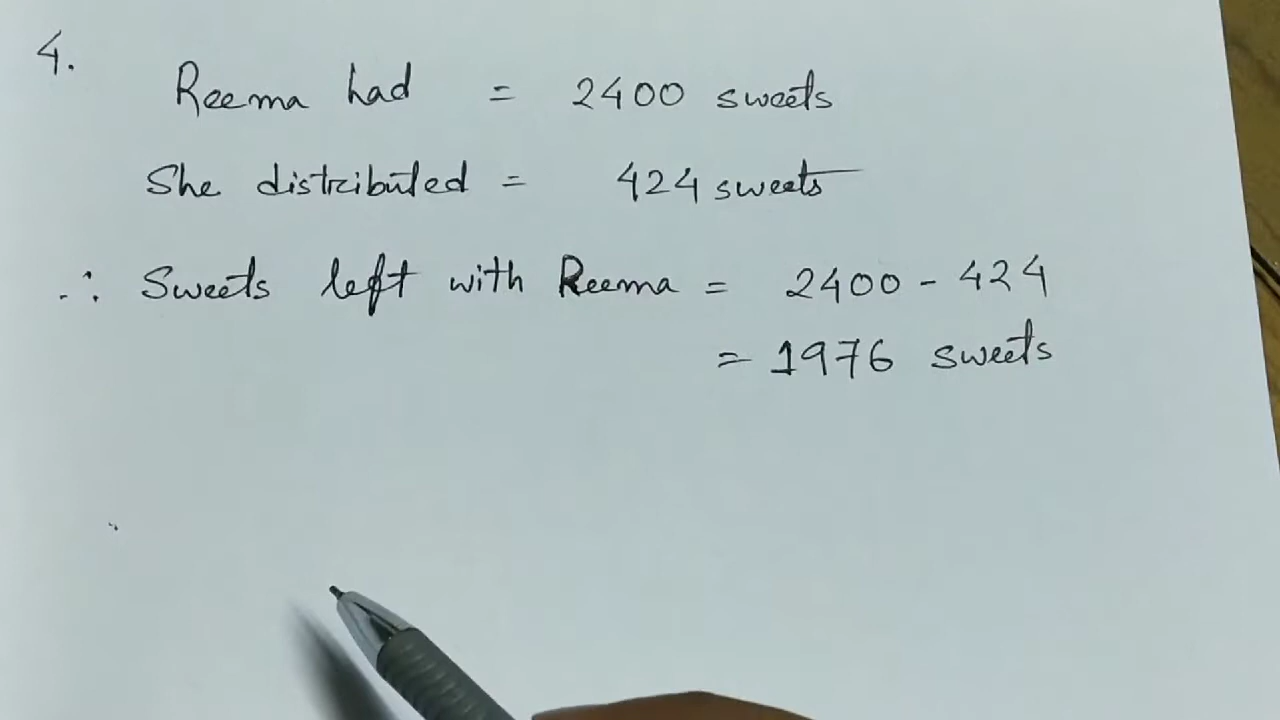 4.
Reema had = 2400 sweets
She distributed = 424 sweets
∴ Sweets left with Reema = 2400 - 424
= 1976 sweets